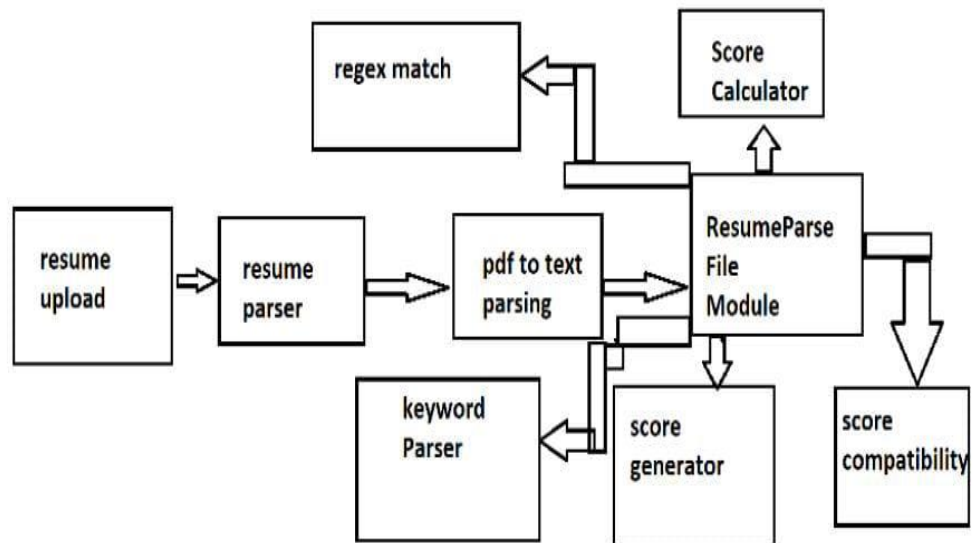 regex match
Score
Calculator
resume
upload
resume
parser
pdf to text
parsing
ResumeParse
File
Module
keyword
Parser
score
generator
score
compatibility